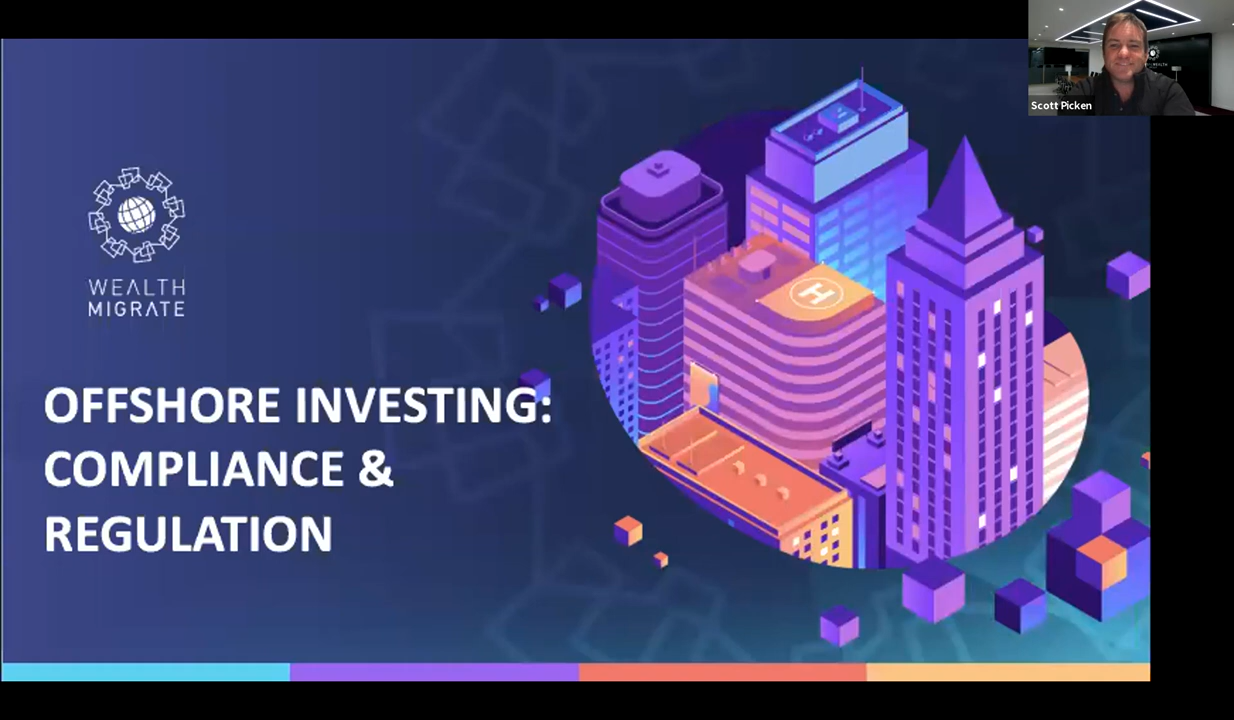 Scott Picken
WEALTH
MIGRATE
OFFSHORE INVESTING:
COMPLIANCE &
REGULATION
H